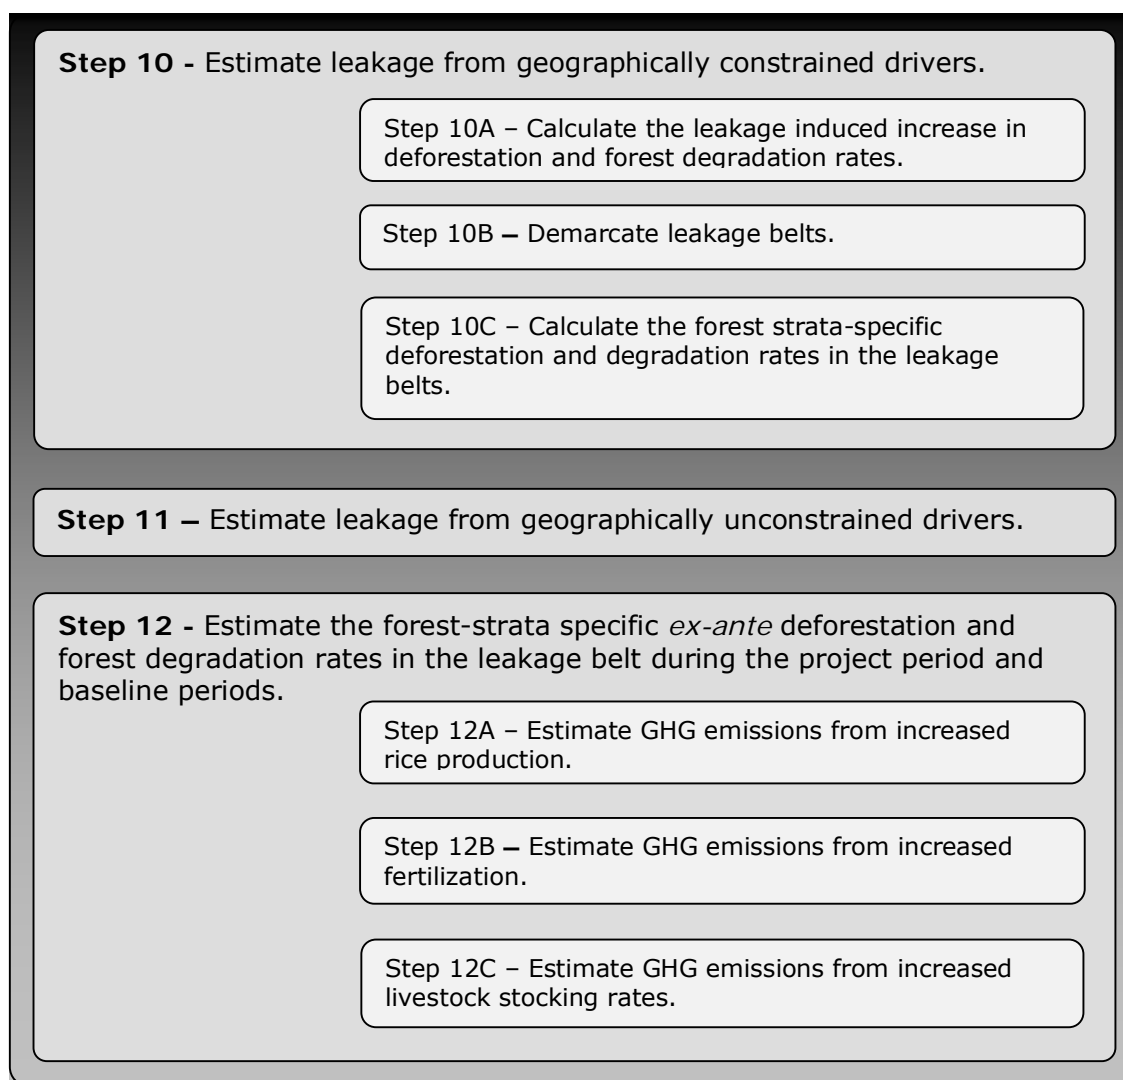 Step 10 - Estimate leakage from geographically constrained drivers.
Step 10A – Calculate the leakage induced increase in
deforestation and forest degradation rates.
Step 10B – Demarcate leakage belts.
Step 10C – Calculate the forest strata-specific
deforestation and degradation rates in the leakage
belts.
Step 11 – Estimate leakage from geographically unconstrained drivers.
Step 12 - Estimate the forest-strata specific ex-ante deforestation and
forest degradation rates in the leakage belt during the project period and
baseline periods.
Step 12A – Estimate GHG emissions from increased
rice production.
Step 12B – Estimate GHG emissions from increased
fertilization.
Step 12C – Estimate GHG emissions from increased
livestock stocking rates.